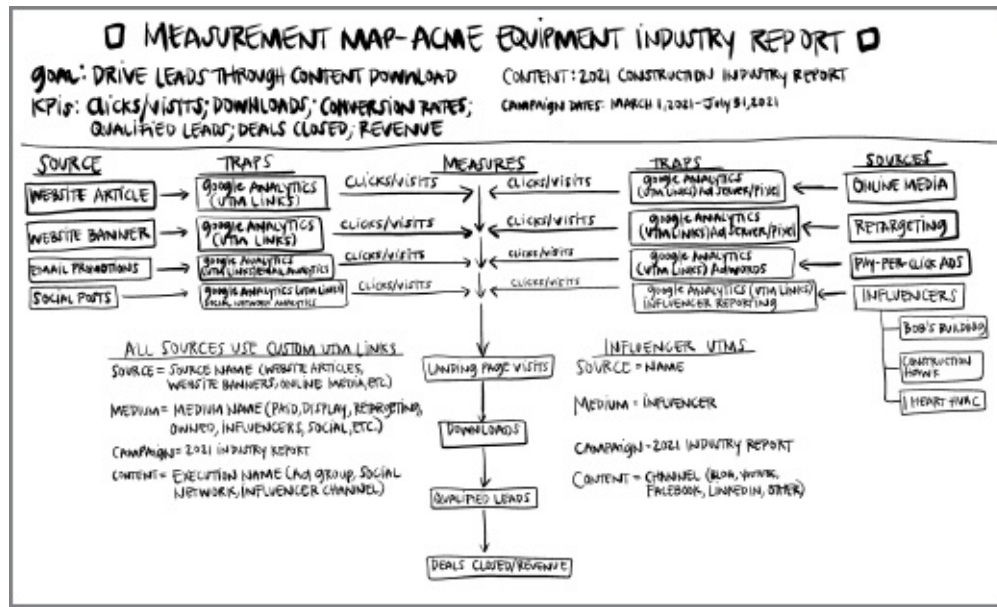 MEASUREMENT MAP-ACME EQUIPMENT INDUSTRY REPORT
GOAL: DRIVE LEADS THROUGH CONTENT DOWNLOAD
KPIS: CLICKS/VISITS; DOWNLOADS; CONVERSION RATES;
QUALIFIED LEADS; DEALS CLOSED, REVENUE
CONTENT: 2021 CONSTRUCTION INDUSTRY REPORT
CAMPAIGN DATES: MARCH 1, 2021-JULY 31, 2021
SOURCE TRAPS MEASURES TRAPS SOURCES
WEBSITE ARTICLE
GOOGLE ANALYTICS
(UTM LINKS)
CLICKS/VISITS
CLICKS/VISITS
GOOGLE ANALYTICS
(UTM LINKS)/AD SERVER/PIXEL
ONLINE MEDIA
WEBSITE BANNER
GOOGLE ANALYTICS
(UTM LINKS)
CLICKS/VISITS
CLICKS/VISITS
GOOGLE ANALYTICS
(UTM LINKS)/AD SERVER/PIXEL
RETARGETING
EMAIL PROMOTIONS
GOOGLE ANALYTICS
(UTM LINKS)/EMAIL ANALYTICS
CLICKS/VISITS
CLICKS/VISITS
GOOGLE ANALYTICS
(UTM LINKS) ADWORDS
PAY-PER-CLICK ADS
SOCIAL POSTS
GOOGLE ANALYTICS (UTM LINKS)/
SOCIAL NETWORK ANALYTICS
CLICKS/VISITS
CLICKS/VISITS
GOOGLE ANALYTICS (UTM LINKS)/
INFLUENCER REPORTING
INFLUENCERS
BOB'S BUILDING
CONSTRUCTION
I HEART HVAC
ALL SOURCES USE CUSTOM UTM LINKS
SOURCE = SOURCE NAME (WEBSITE ARTICLES,
WEBSITE BANNERS, ONLINE MEDIA, ETC)
MEDIUM = MEDIUM NAME (PAID, DISPLAY, RETARGETING,
OWNED, INFLUENCERS, SOCIAL, ETC.)
CAMPAIGN = 2021 INDUSTRY REPORT
CONTENT = EXECUTION NAME (AD GROUP, SOCIAL
NETWORK, INFLUENCER CHANNEL)
LANDING PAGE VISITS
DOWNLOADS
QUALIFIED LEADS
DEALS CLOSED/REVENUE
INFLUENCER UTMS
SOURCE = NAME
MEDIUM = INFLUENCER
CAMPAIGN = 2021 INDUSTRY REPORT
CONTENT = CHANNEL (BLOG, YOUTUBE,
FACEBOOK, LINKEDIN, OTHER)